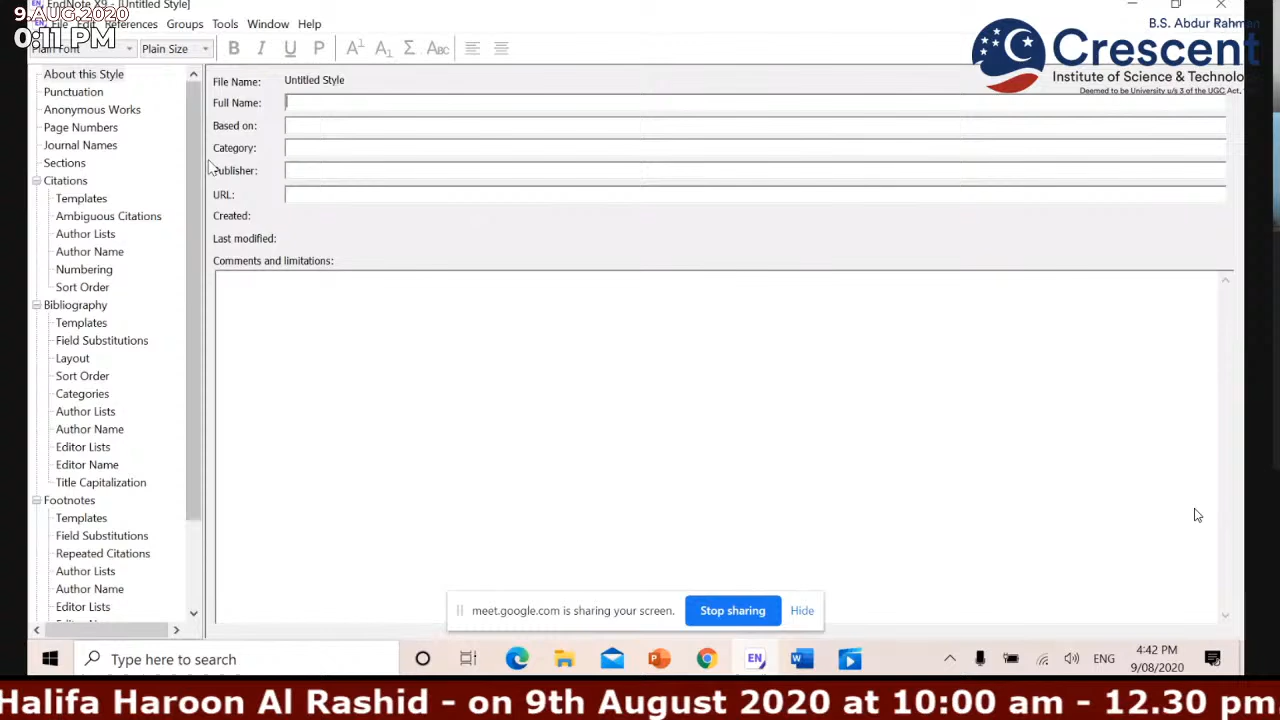 EndNote X9 - [Untitled Style]
9 AUG 2020
0:11 PM
File Edit References Groups Tools Window Help
Plain Font Plain Size
B I U P A1 A1 Σ Abc
B.S. Abdur Rahman
Crescent
Institute of Science & Technolo
Deemed to be University u/s 3 of the UGC Act,
About this Style
Punctuation
Anonymous Works
Page Numbers
Journal Names
Sections
Citations
Templates
Ambiguous Citations
Author Lists
Author Name
Numbering
Sort Order
Bibliography
Templates
Field Substitutions
Layout
Sort Order
Categories
Author Lists
Author Name
Editor Lists
Editor Name
Title Capitalization
Footnotes
Templates
Field Substitutions
Repeated Citations
Author Lists
Author Name
Editor Lists
File Name: Untitled Style
Full Name:
Based on:
Category:
Publisher:
URL:
Created:
Last modified:
Comments and limitations:
meet.google.com is sharing your screen. Stop sharing Hide
Type here to search
EN
W
ENG
4:42 PM
9/08/2020
Halifa Haroon Al Rashid - on 9th August 2020 at 10:00 am - 12.30 pm.